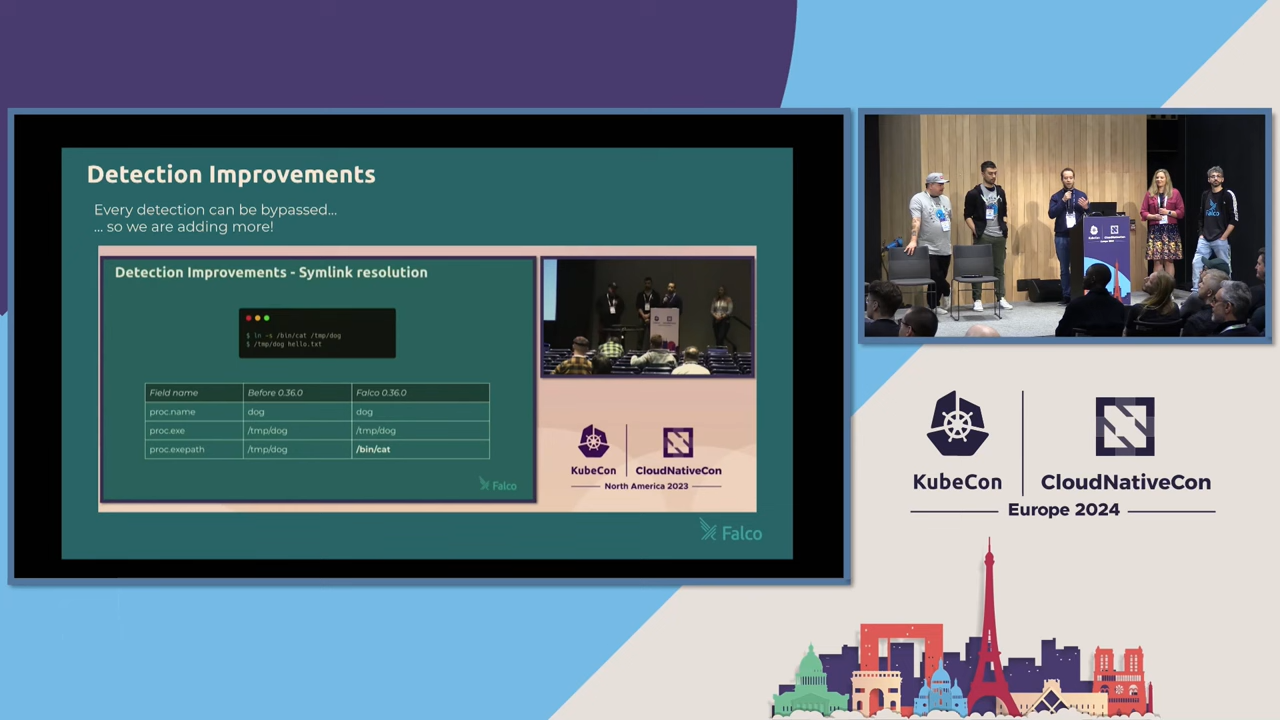 Detection Improvements
Every detection can be bypassed...
... so we are adding more!
Detection Improvements - Symlink resolution
$ ln -s /bin/cat /tmp/dog
$ /tmp/dog hello.txt
Field name Before 0.36.0 Falco 0.36.0
proc.name dog dog
proc.exe /tmp/dog /tmp/dog
proc.exepath /tmp/dog /bin/cat
Falco
KubeCon CloudNativeCon
North America 2023
Falco
Falco
KubeCon CloudNativeCon
Europe 2024